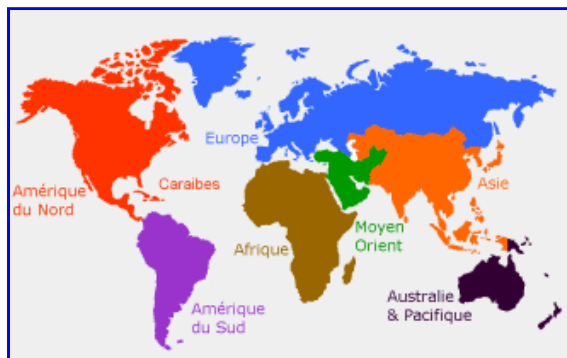 Europe
Caraibes
Asie
Amérique
du Nord
Moyen
Orient
Afrique
Amérique
du Sud
Australie
& Pacifique